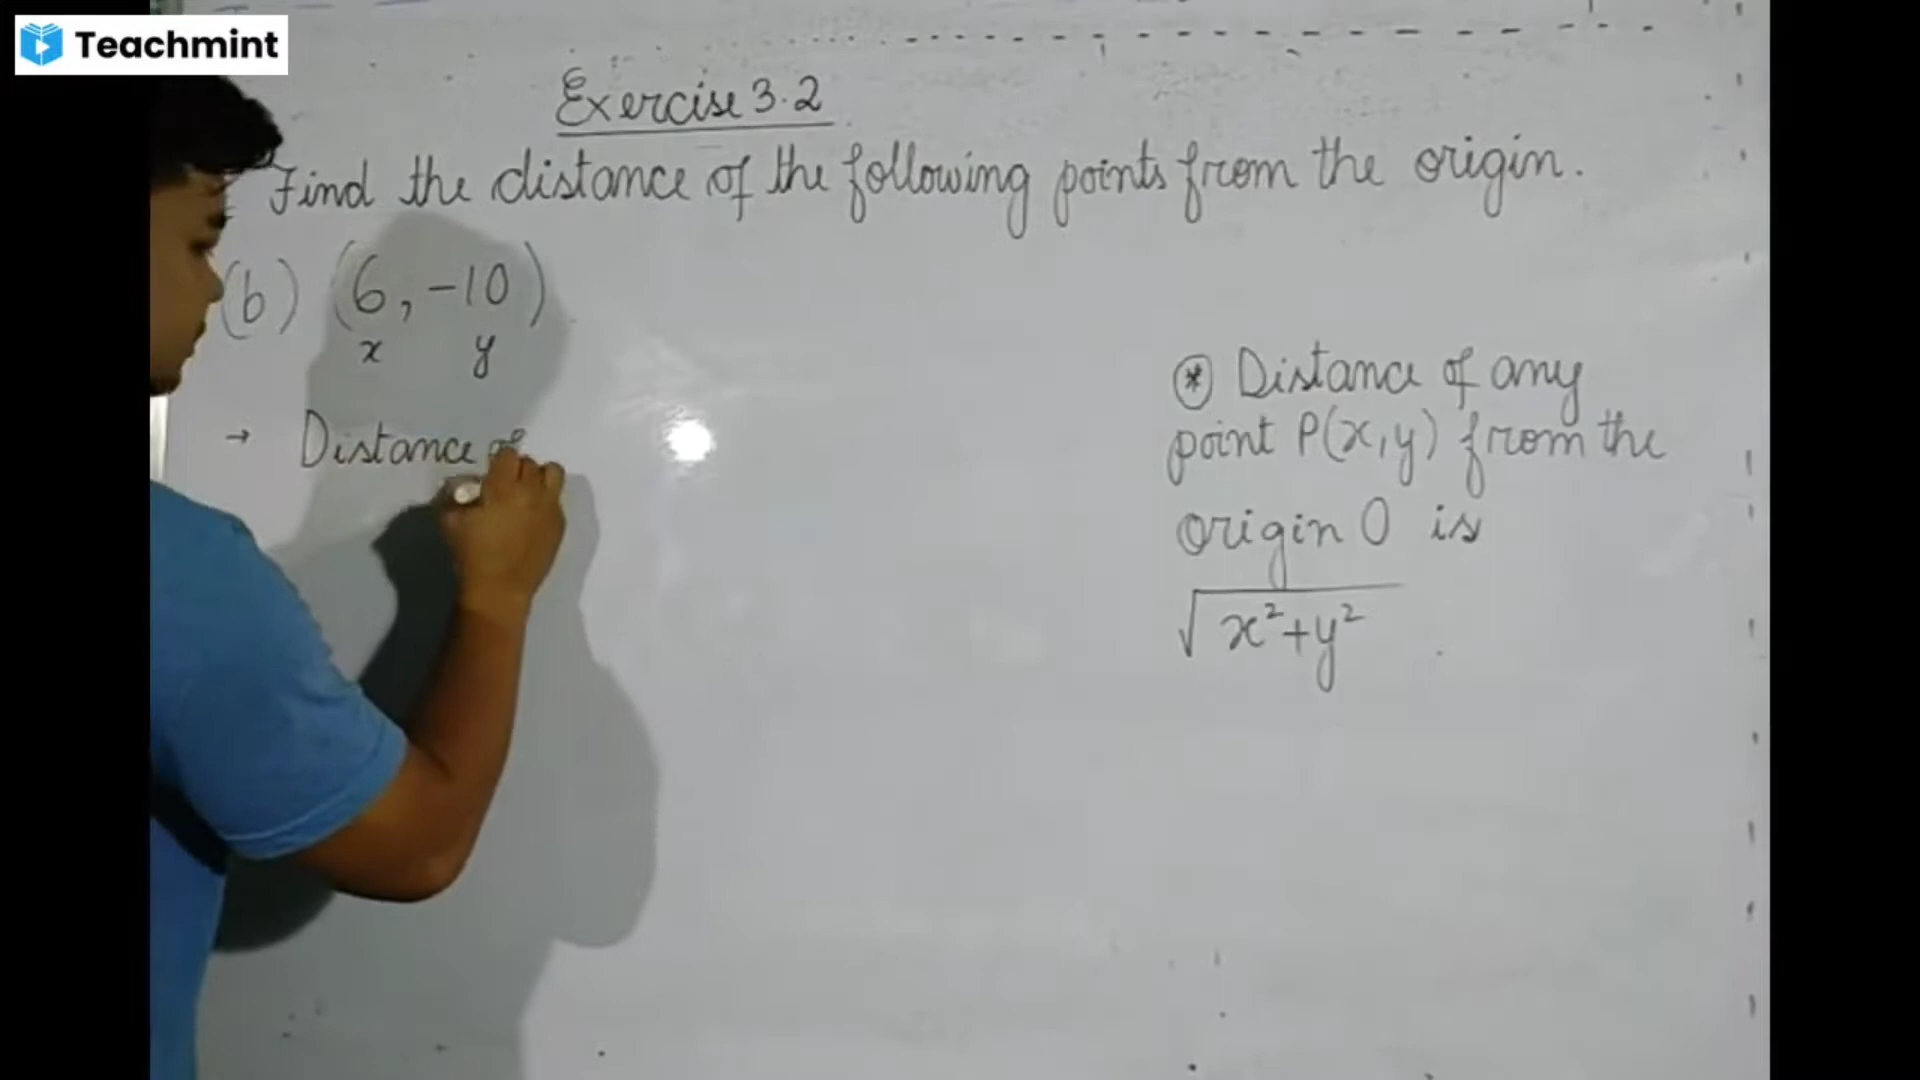 Teachmint
Exercise 3.2
Find the distance of the following points from the origin.
(b) (6, -10)
x y
→ Distance of
⊛ Distance of any
point P(x,y) from the
origin O is
√x²+y²